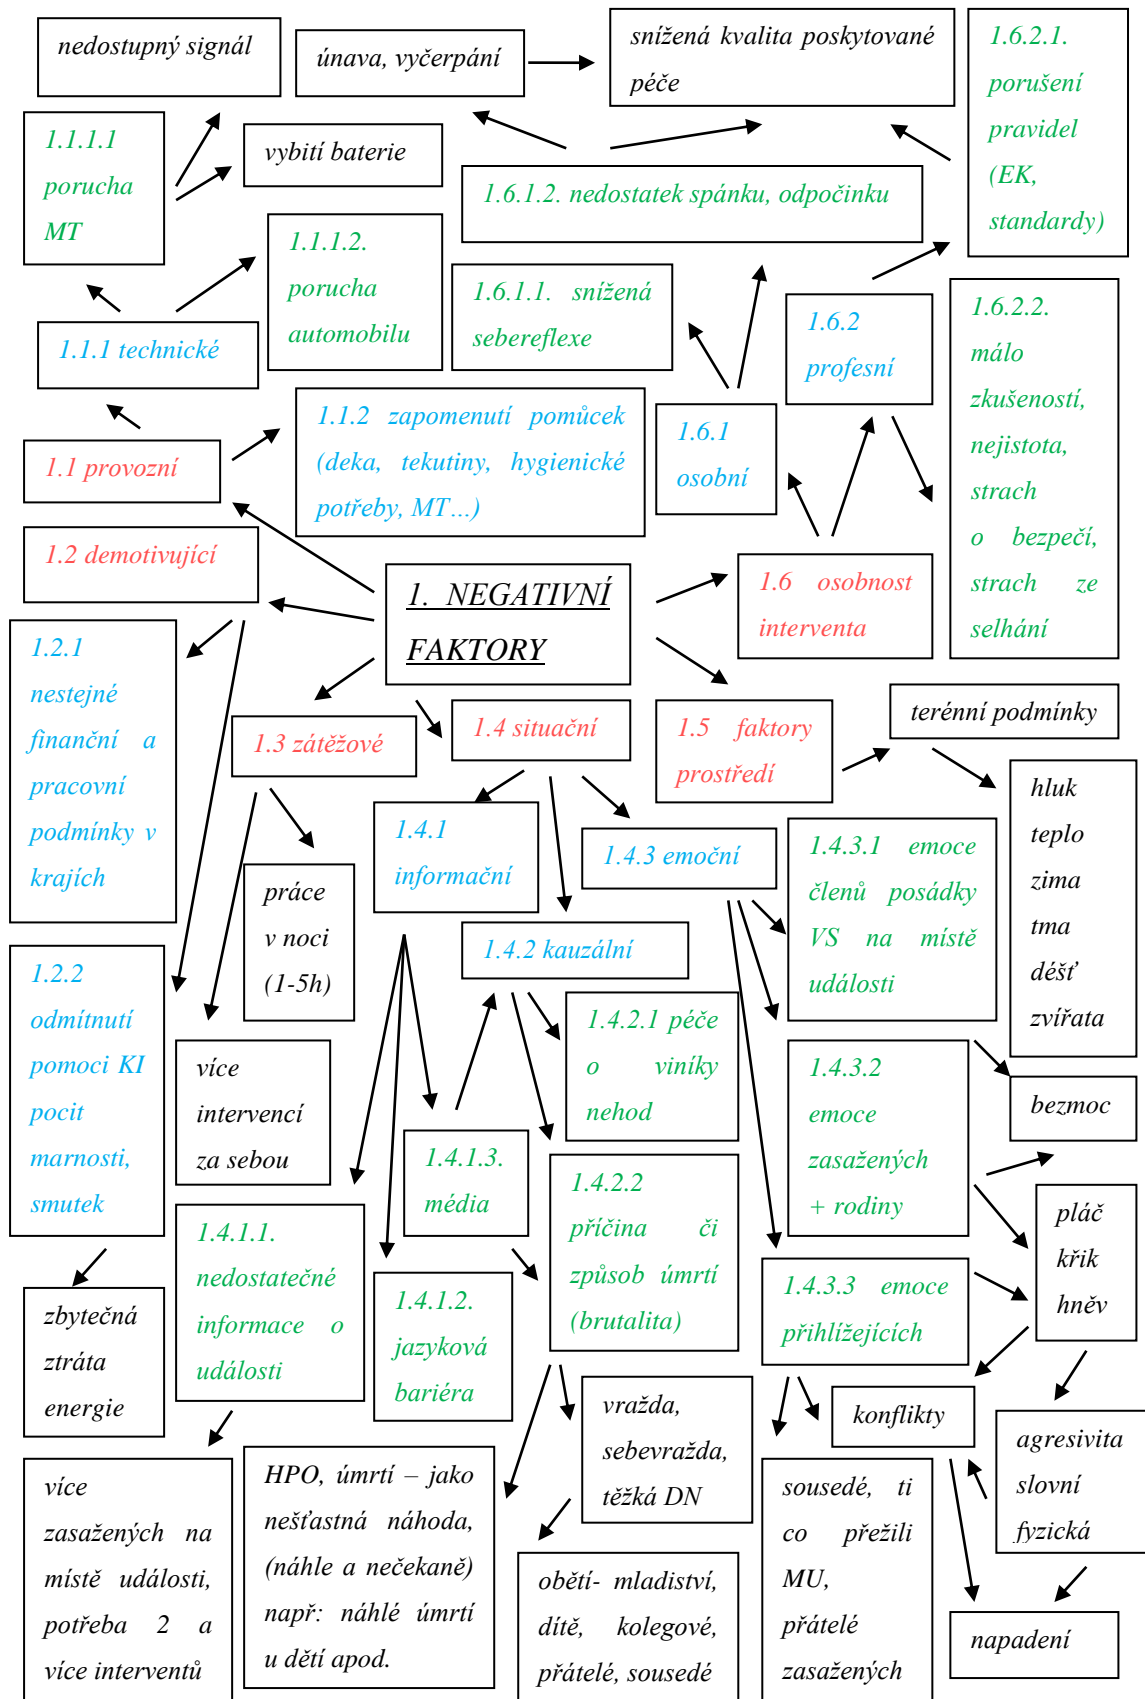 nedostupný signál
únava, vyčerpání
snížená kvalita poskytované
péče
1.6.2.1.
porušení
pravidel
(EK,
standardy)
1.1.1.1
porucha
MT
vybití baterie
1.6.1.2. nedostatek spánku, odpočinku
1.1.1.2.
porucha
automobilu
1.6.1.1. snížená
sebereflexe
1.6.2
profesní
1.6.2.2.
málo
zkušeností,
nejistota,
strach
o bezpečí,
strach ze
selhání
1.1.1 technické
1.1.2 zapomenutí pomůcek
(deka, tekutiny, hygienické
potřeby, MT…)
1.6.1
osobní
1.1 provozní
1.2 demotivující
1. NEGATIVNÍ
FAKTORY
1.6 osobnost
interventa
1.2.1
nestejné
finanční a
pracovní
podmínky v
krajích
1.3 zátěžové
1.4 situační
1.5 faktory
prostředí
terénní podmínky
hluk
teplo
zima
tma
déšť
zvířata
1.4.1
informační
1.4.3 emoční
1.4.3.1 emoce
členů posádky
VS na místě
události
práce
v noci
(1-5h)
1.4.2 kauzální
1.2.2
odmítnutí
pomoci KI
pocit
marnosti,
smutek
více
intervencí
za sebou
1.4.2.1 péče
o viníky
nehod
1.4.3.2
emoce
zasažených
+ rodiny
bezmoc
1.4.1.3.
média
1.4.2.2
příčina či
způsob úmrtí
(brutalita)
pláč
křik
hněv
1.4.1.1.
nedostatečné
informace o
události
1.4.1.2.
jazyková
bariéra
1.4.3.3 emoce
přihlížejících
zbytečná
ztráta
energie
vražda,
sebevražda,
těžká DN
konflikty
agresivita
slovní
fyzická
více
zasažených na
místě události,
potřeba 2 a
více interventů
HPO, úmrtí – jako
nešťastná náhoda,
(náhle a nečekaně)
např: náhlé úmrtí
u dětí apod.
obětí- mladiství,
dítě, kolegové,
přátelé, sousedé
sousedé, ti
co přežili
MU,
přátelé
zasažených
napadení